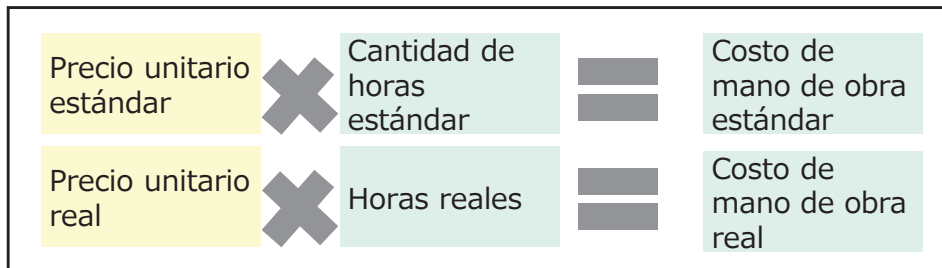 Precio unitario
estándar
Cantidad de
horas
estándar
Costo de
mano de obra
estándar
Precio unitario
real
Horas reales
Costo de
mano de obra
real